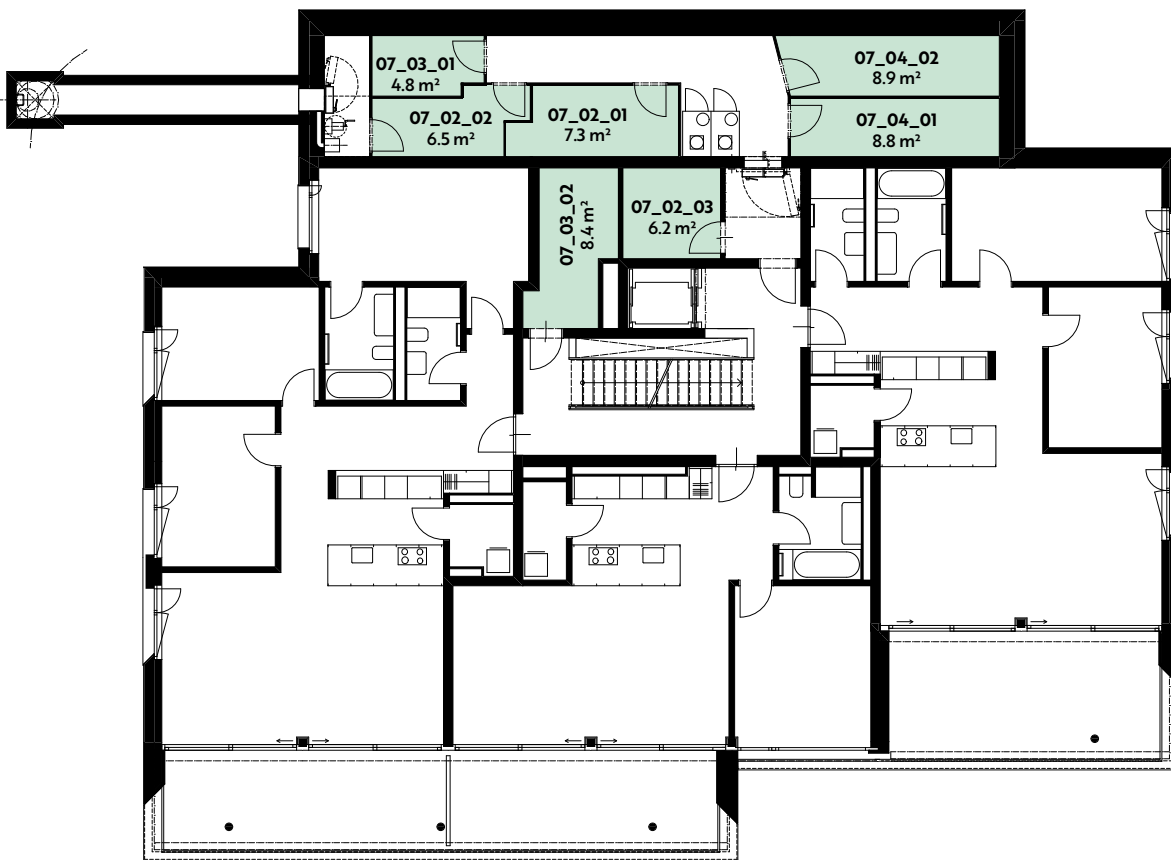 07_03_01
4.8 m²
07_04_02
8.9 m²
07_02_02
6.5 m²
07_02_01
7.3 m²
07_04_01
8.8 m²
07_03_02
8.4 m²
07_02_03
6.2 m²